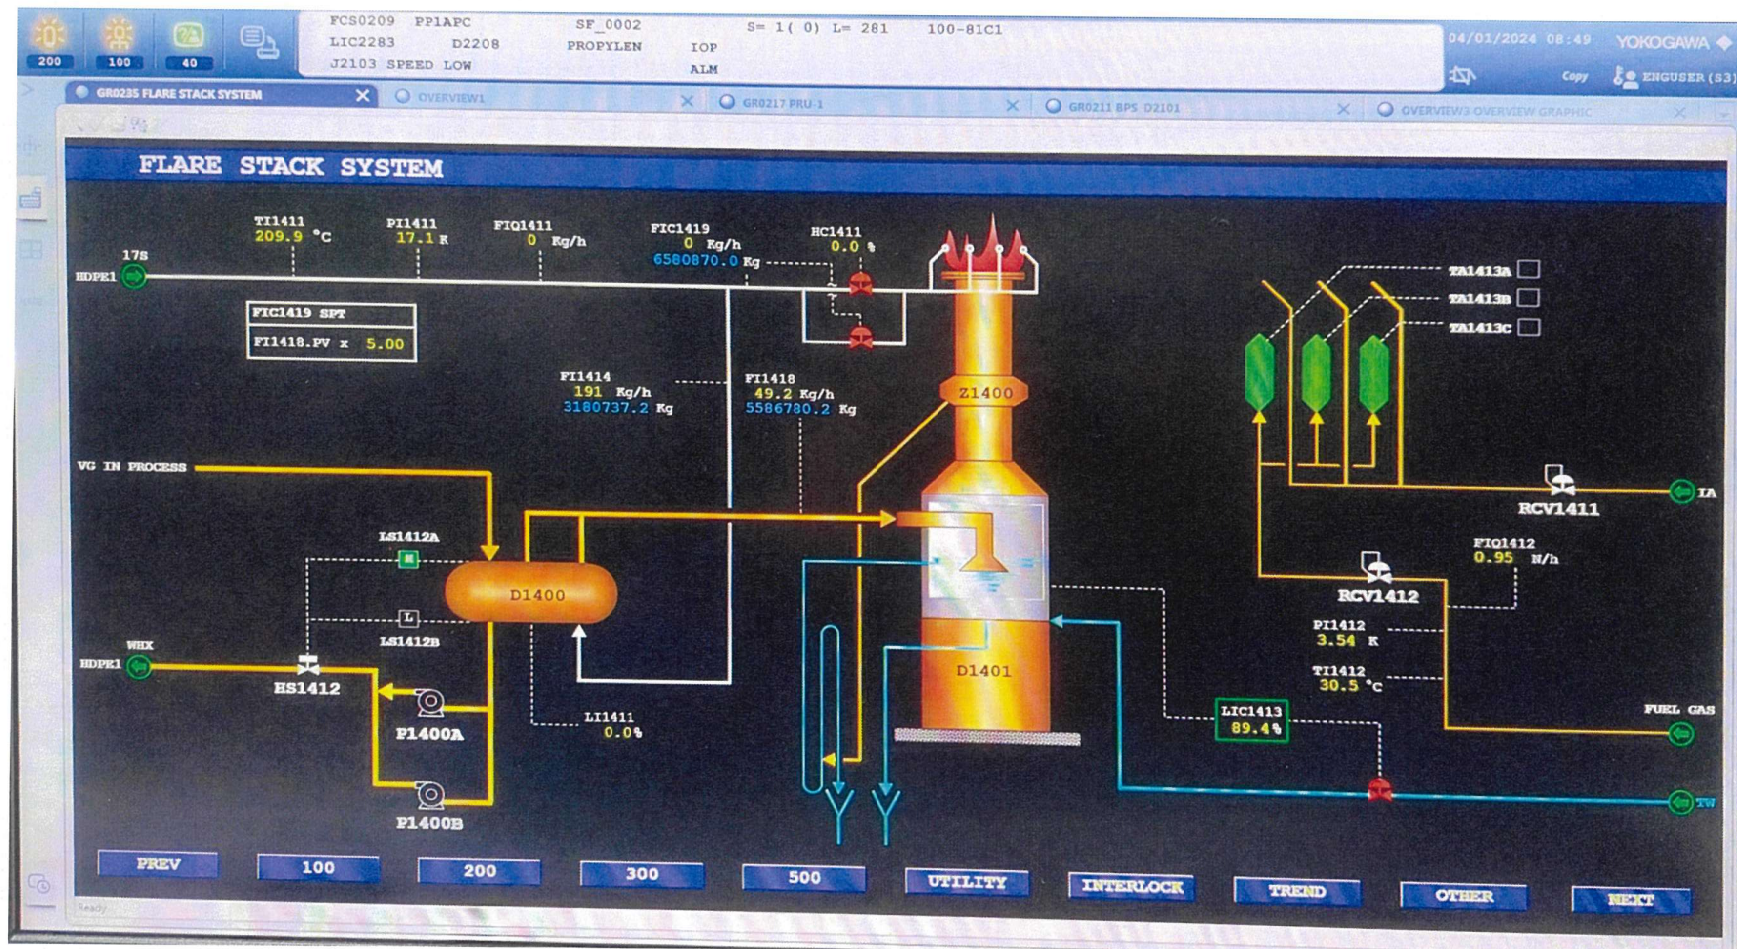 200
100
40
FCS0209 PP1APC SF_0002 S= 1( 0) L= 281 100-81C1
LIC2283 D2208 PROPYLEN IOP
J2103 SPEED LOW ALM
04/01/2024 08:49 YOKOGAWA
Copy ENGUSER (S3)
GR0235 FLARE STACK SYSTEM
OVERVIEW1
GR0217 PRU-1
GR0211 BPS D2101
OVERVIEW3 OVERVIEW GRAPHIC
FLARE STACK SYSTEM
TI1411
209.9 °C
PI1411
17.1 K
FIQ1411
0 Kg/h
FIC1419
0 Kg/h
6580870.0 Kg
HC1411
0.0 %
17S
HDPE1
FIC1419 SPT
FI1418.PV x 5.00
TA1413A
TA1413B
TA1413C
FI1414
191 Kg/h
3180737.2 Kg
FI1418
49.2 Kg/h
5586780.2 Kg
Z1400
VG IN PROCESS
IA
RCV1411
LS1412A
H
D1400
L
LS1412B
FIQ1412
0.95 N/h
RCV1412
PI1412
3.54 K
TI1412
30.5 °C
WHX
HDPE1
HS1412
P1400A
P1400B
LI1411
0.0%
D1401
LIC1413
89.4%
FUEL GAS
TW
PREV
100
200
300
500
UTILITY
INTERLOCK
TREND
OTHER
NEXT
Ready